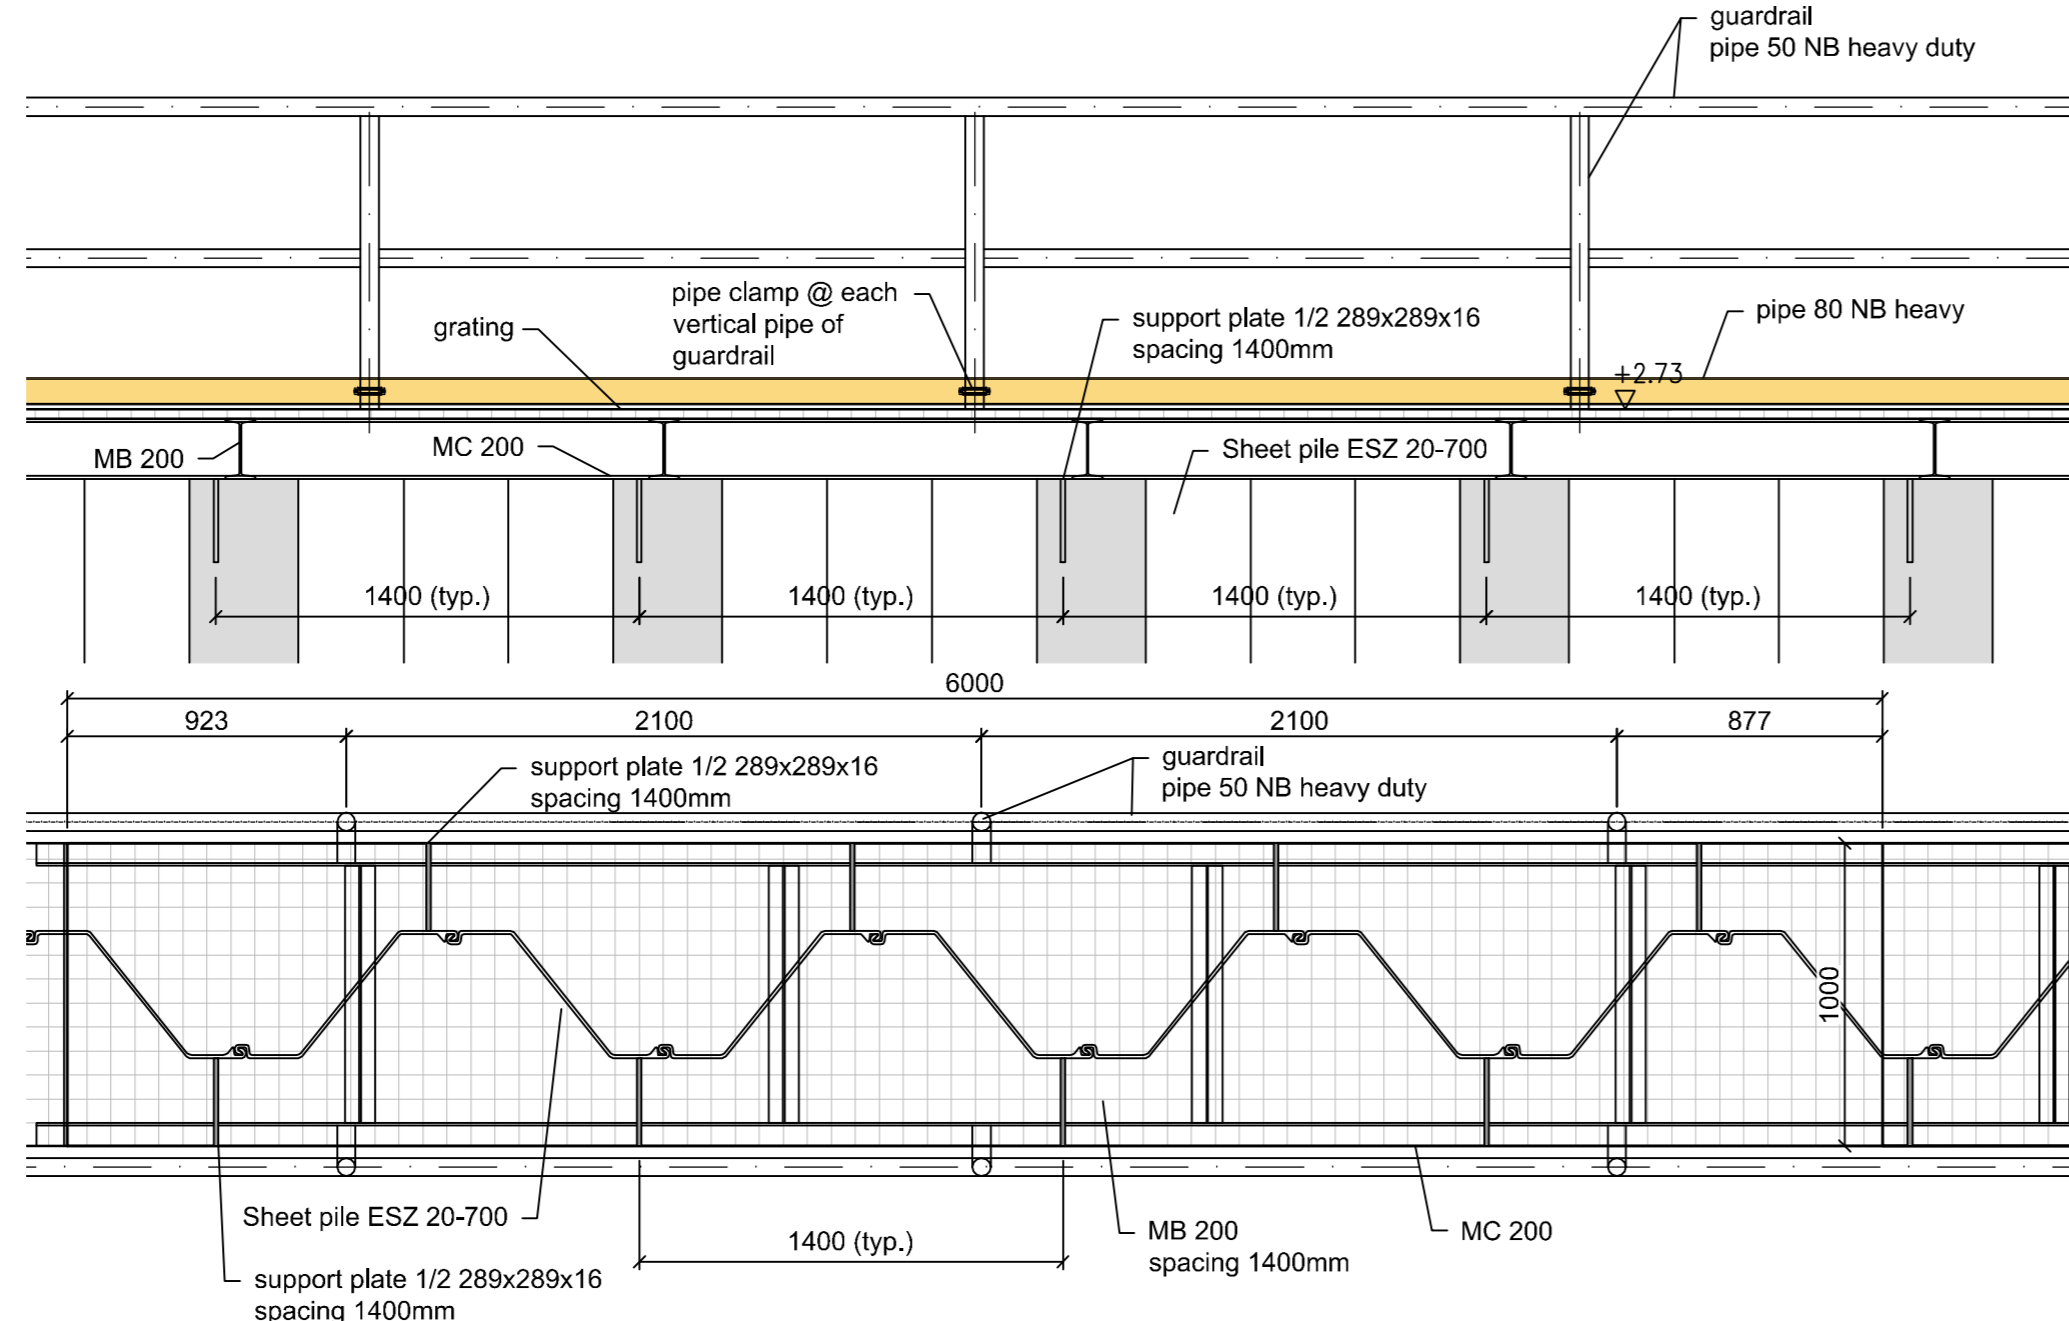 guardrail
pipe 50 NB heavy duty
pipe clamp @ each
vertical pipe of
guardrail
grating
support plate 1/2 289x289x16
spacing 1400mm
pipe 80 NB heavy
+2.73
MB 200
MC 200
Sheet pile ESZ 20-700
1400 (typ.)
1400 (typ.)
1400 (typ.)
1400 (typ.)
6000
923
2100
2100
877
support plate 1/2 289x289x16
spacing 1400mm
guardrail
pipe 50 NB heavy duty
1000
Sheet pile ESZ 20-700
1400 (typ.)
MB 200
spacing 1400mm
MC 200
support plate 1/2 289x289x16
spacing 1400mm